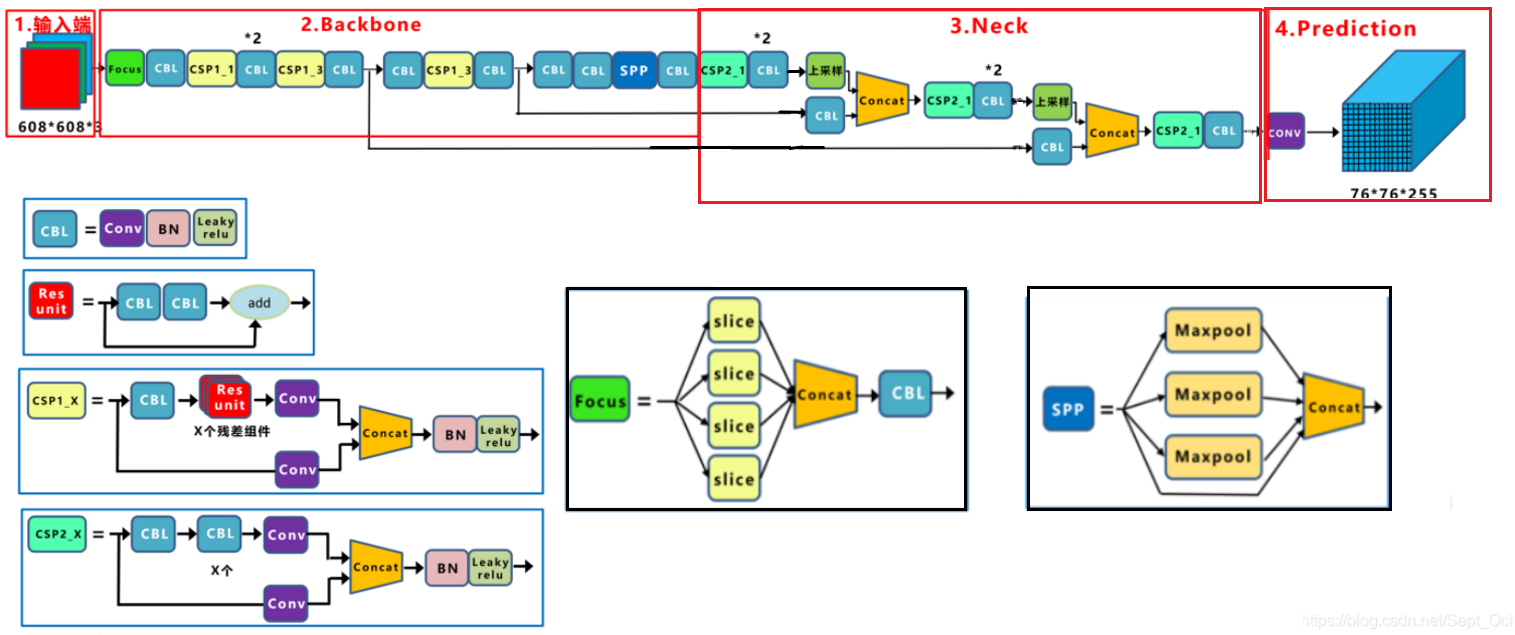 1.输入端
2.Backbone
3.Neck
4.Prediction
*2
*2
*2
Focus
CBL
CSP1_1
CBL
CSP1_3
CBL
CBL
CSP1_3
CBL
CBL
CBL
SPP
CBL
CSP2_1
CBL
上采样
CBL
Concat
CSP2_1
CBL
上采样
CBL
Concat
CSP2_1
CBL
CONV
608*608*3
76*76*255
CBL
=
Conv
BN
Leaky
relu
Res
unit
=
CBL
CBL
add
CSP1_X
=
CBL
Res
unit
Conv
X个残差组件
Conv
Concat
BN
Leaky
relu
CSP2_X
=
CBL
CBL
Conv
X个
Conv
Concat
BN
Leaky
relu
Focus
=
slice
slice
slice
slice
Concat
CBL
SPP
=
Maxpool
Maxpool
Maxpool
Concat
https://blog.csdn.net/Sept_Oct